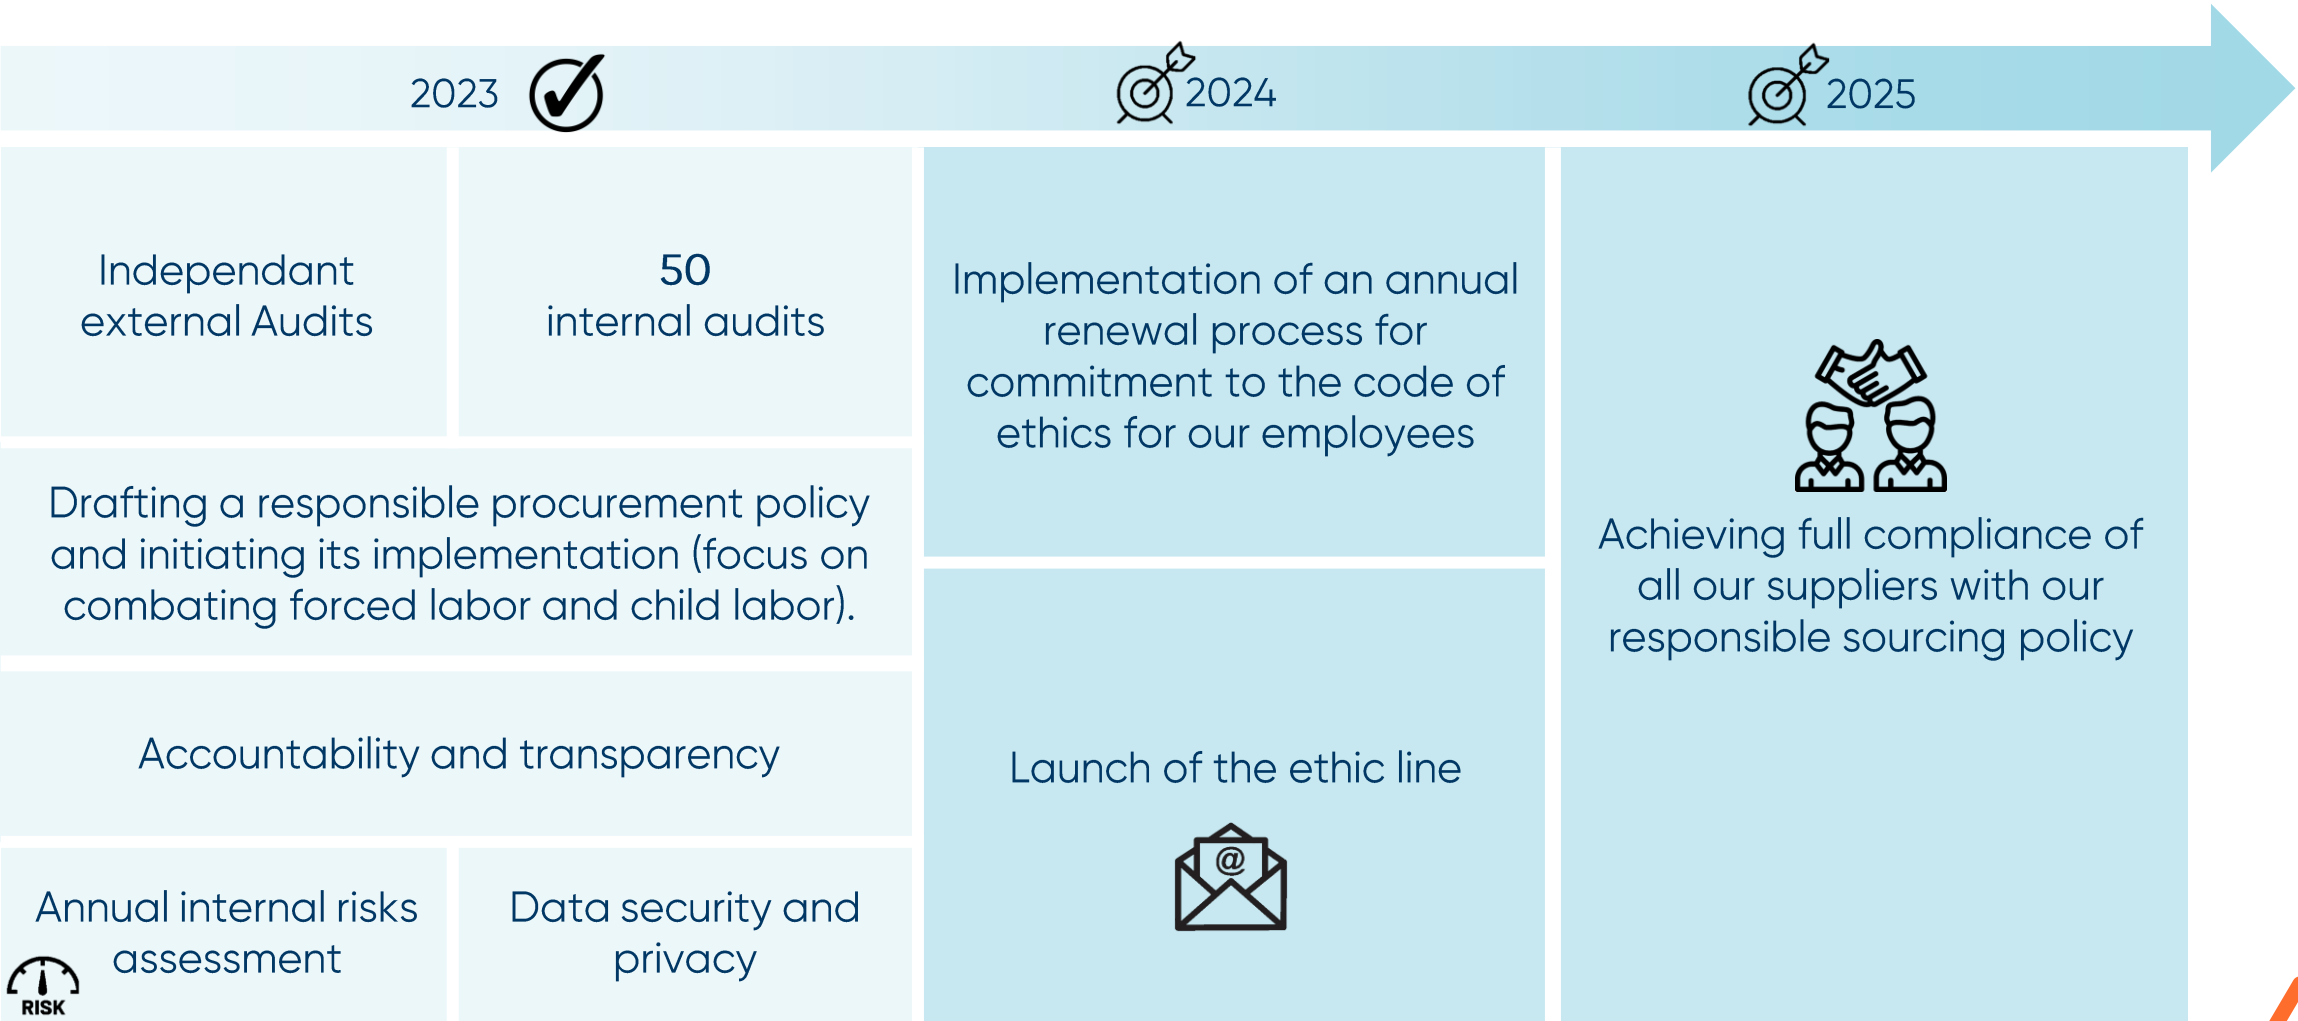 2023
2024
2025
Independant
external Audits
50
internal audits
Drafting a responsible procurement policy
and initiating its implementation (focus on
combating forced labor and child labor).
Accountability and transparency
Annual internal risks
assessment
RISK
Data security and
privacy
Implementation of an annual
renewal process for
commitment to the code of
ethics for our employees
Launch of the ethic line
@
Achieving full compliance of
all our suppliers with our
responsible sourcing policy